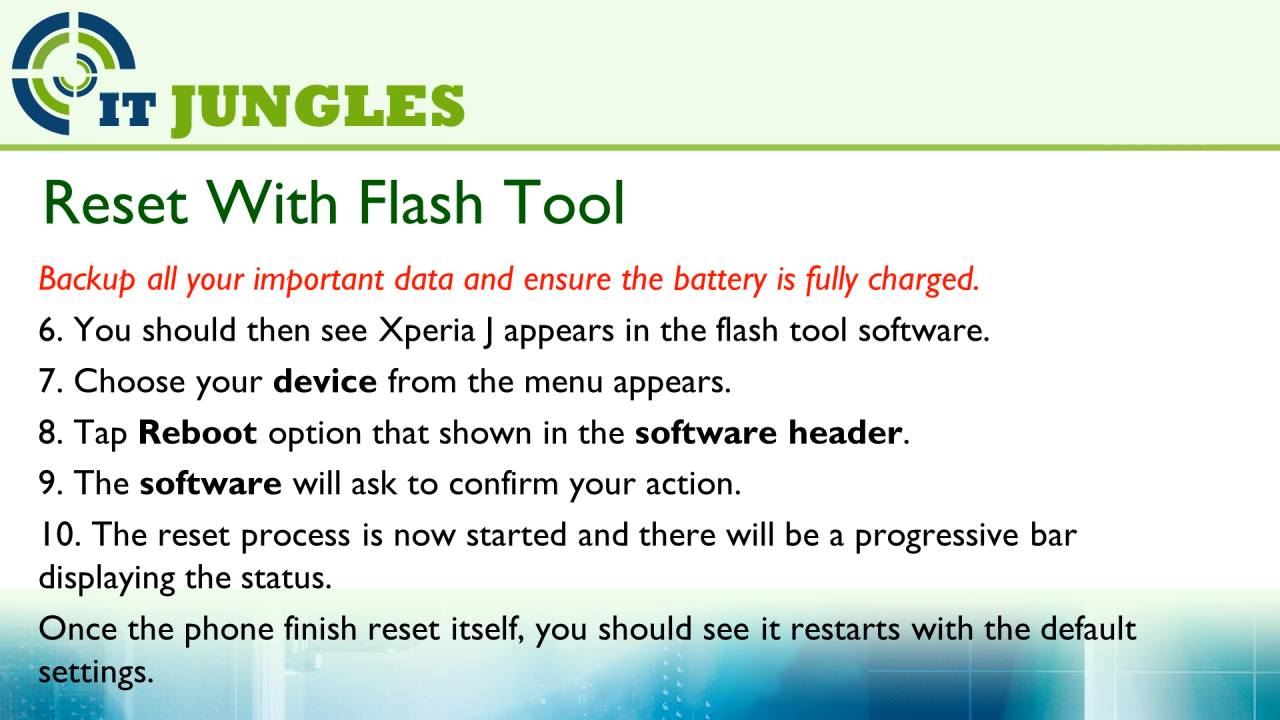 IT JUNGLES
Reset With Flash Tool
Backup all your important data and ensure the battery is fully charged.
6. You should then see Xperia J appears in the flash tool software.
7. Choose your device from the menu appears.
8. Tap Reboot option that shown in the software header.
9. The software will ask to confirm your action.
10. The reset process is now started and there will be a progressive bar
displaying the status.
Once the phone finish reset itself, you should see it restarts with the default
settings.